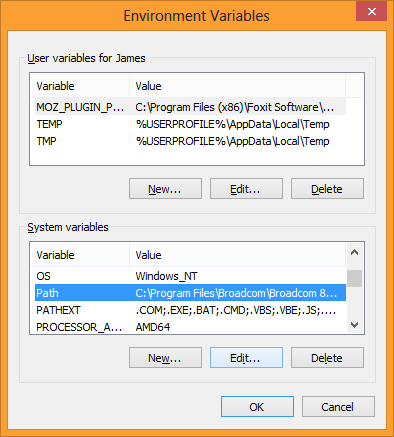 Environment Variables
User variables for James
Variable Value
MOZ_PLUGIN_P... C:\Program Files (x86)\Foxit Software\...
TEMP %USERPROFILE%\AppData\Local\Temp
TMP %USERPROFILE%\AppData\Local\Temp
New... Edit... Delete
System variables
Variable Value
OS Windows_NT
Path C:\Program Files\Broadcom\Broadcom 8...
PATHEXT .COM;.EXE;.BAT;.CMD;.VBS;.VBE;.JS;....
PROCESSOR_A... AMD64
New... Edit... Delete
OK Cancel